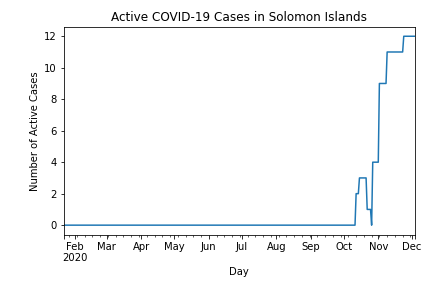 Active COVID-19 Cases in Solomon Islands
Number of Active Cases
12
10
8
6
4
2
0
Feb Mar Apr May Jun Jul Aug Sep Oct Nov Dec
2020
Day